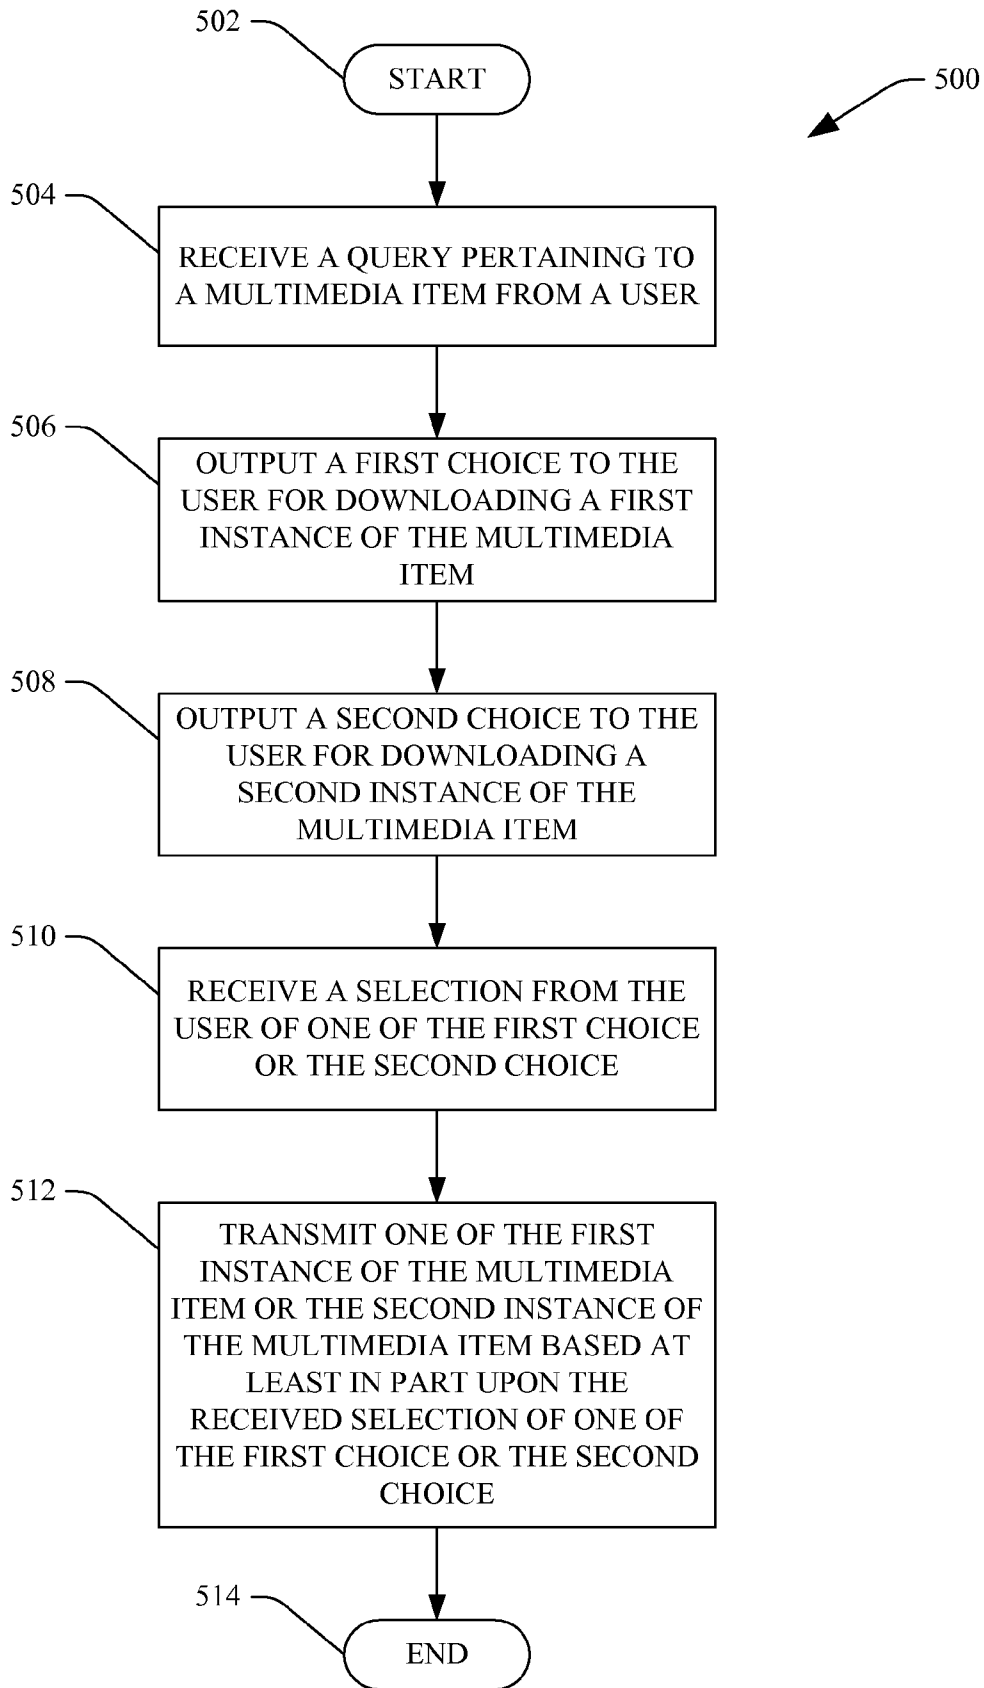 502
START
500
504
RECEIVE A QUERY PERTAINING TO
A MULTIMEDIA ITEM FROM A USER
506
OUTPUT A FIRST CHOICE TO THE
USER FOR DOWNLOADING A FIRST
INSTANCE OF THE MULTIMEDIA
ITEM
508
OUTPUT A SECOND CHOICE TO THE
USER FOR DOWNLOADING A
SECOND INSTANCE OF THE
MULTIMEDIA ITEM
510
RECEIVE A SELECTION FROM THE
USER OF ONE OF THE FIRST CHOICE
OR THE SECOND CHOICE
512
TRANSMIT ONE OF THE FIRST
INSTANCE OF THE MULTIMEDIA
ITEM OR THE SECOND INSTANCE OF
THE MULTIMEDIA ITEM BASED AT
LEAST IN PART UPON THE
RECEIVED SELECTION OF ONE OF
THE FIRST CHOICE OR THE SECOND
CHOICE
514
END